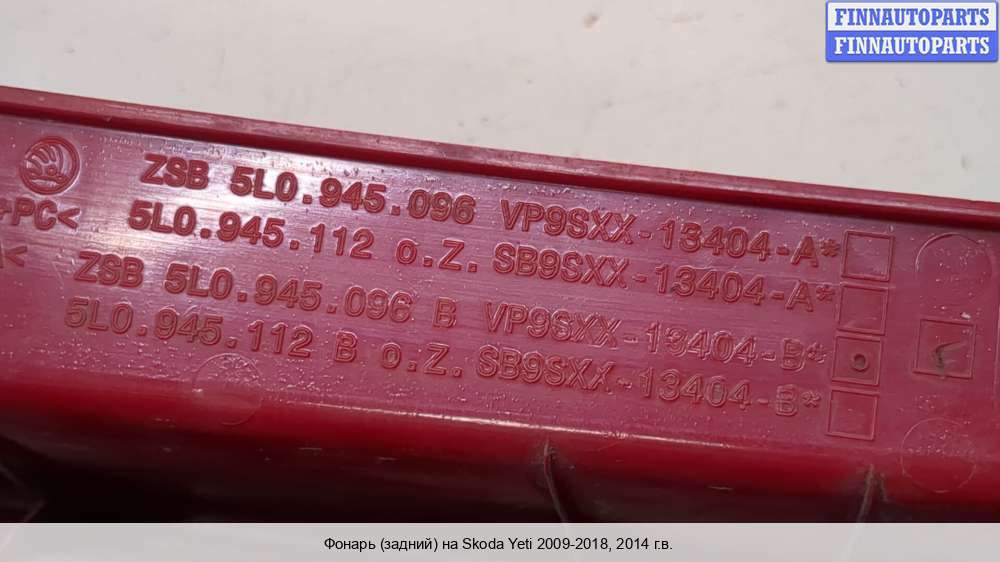 FINNAUTOPARTS
FINNAUTOPARTS
ZSB 5L0.945.096 VP9SXX-13404-A*
+PC< 5L0.945.112 o.Z. SB9SXX-13404-A*
< ZSB 5L0.945.096 B VP9SXX-13404-B*
5L0.945.112 B o.Z. SB9SXX-13404-B*
Фонарь (задний) на Skoda Yeti 2009-2018, 2014 г.в.